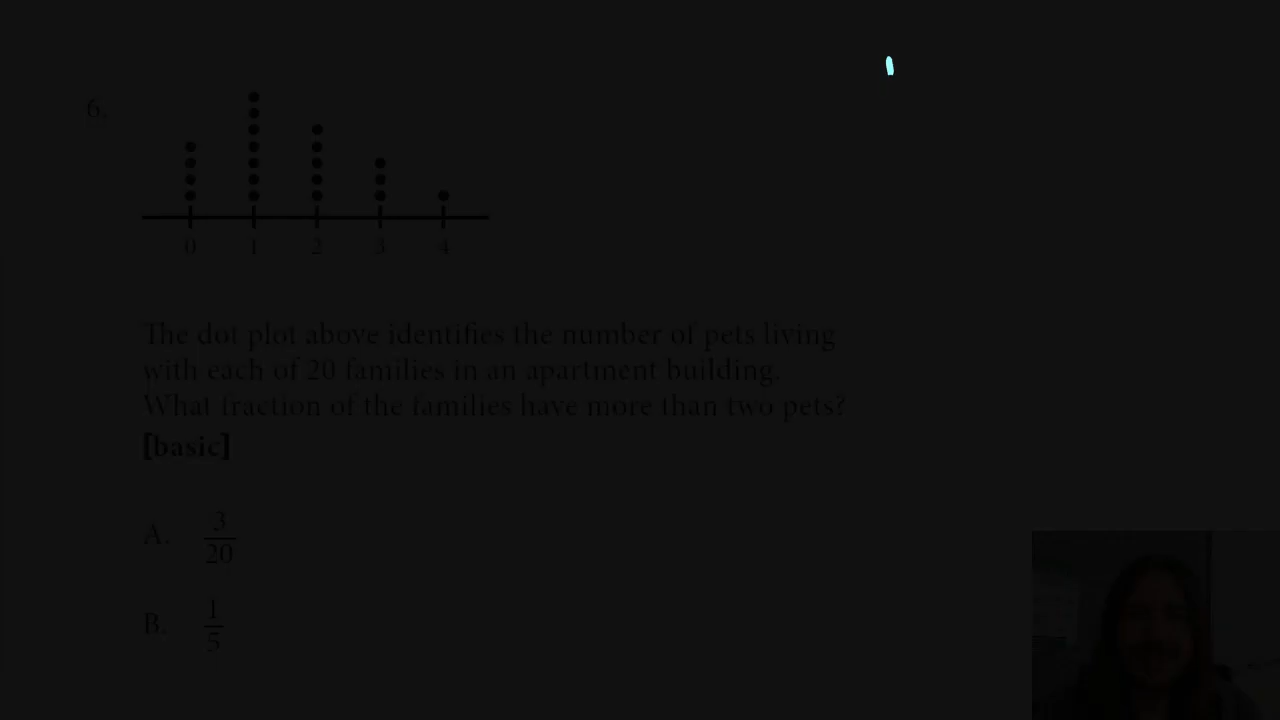 6.
0 1 2 3 4
The dot plot above identifies the number of pets living
with each of 20 families in an apartment building.
What fraction of the families have more than two pets?
[basic]
A. 3/20
B. 1/5